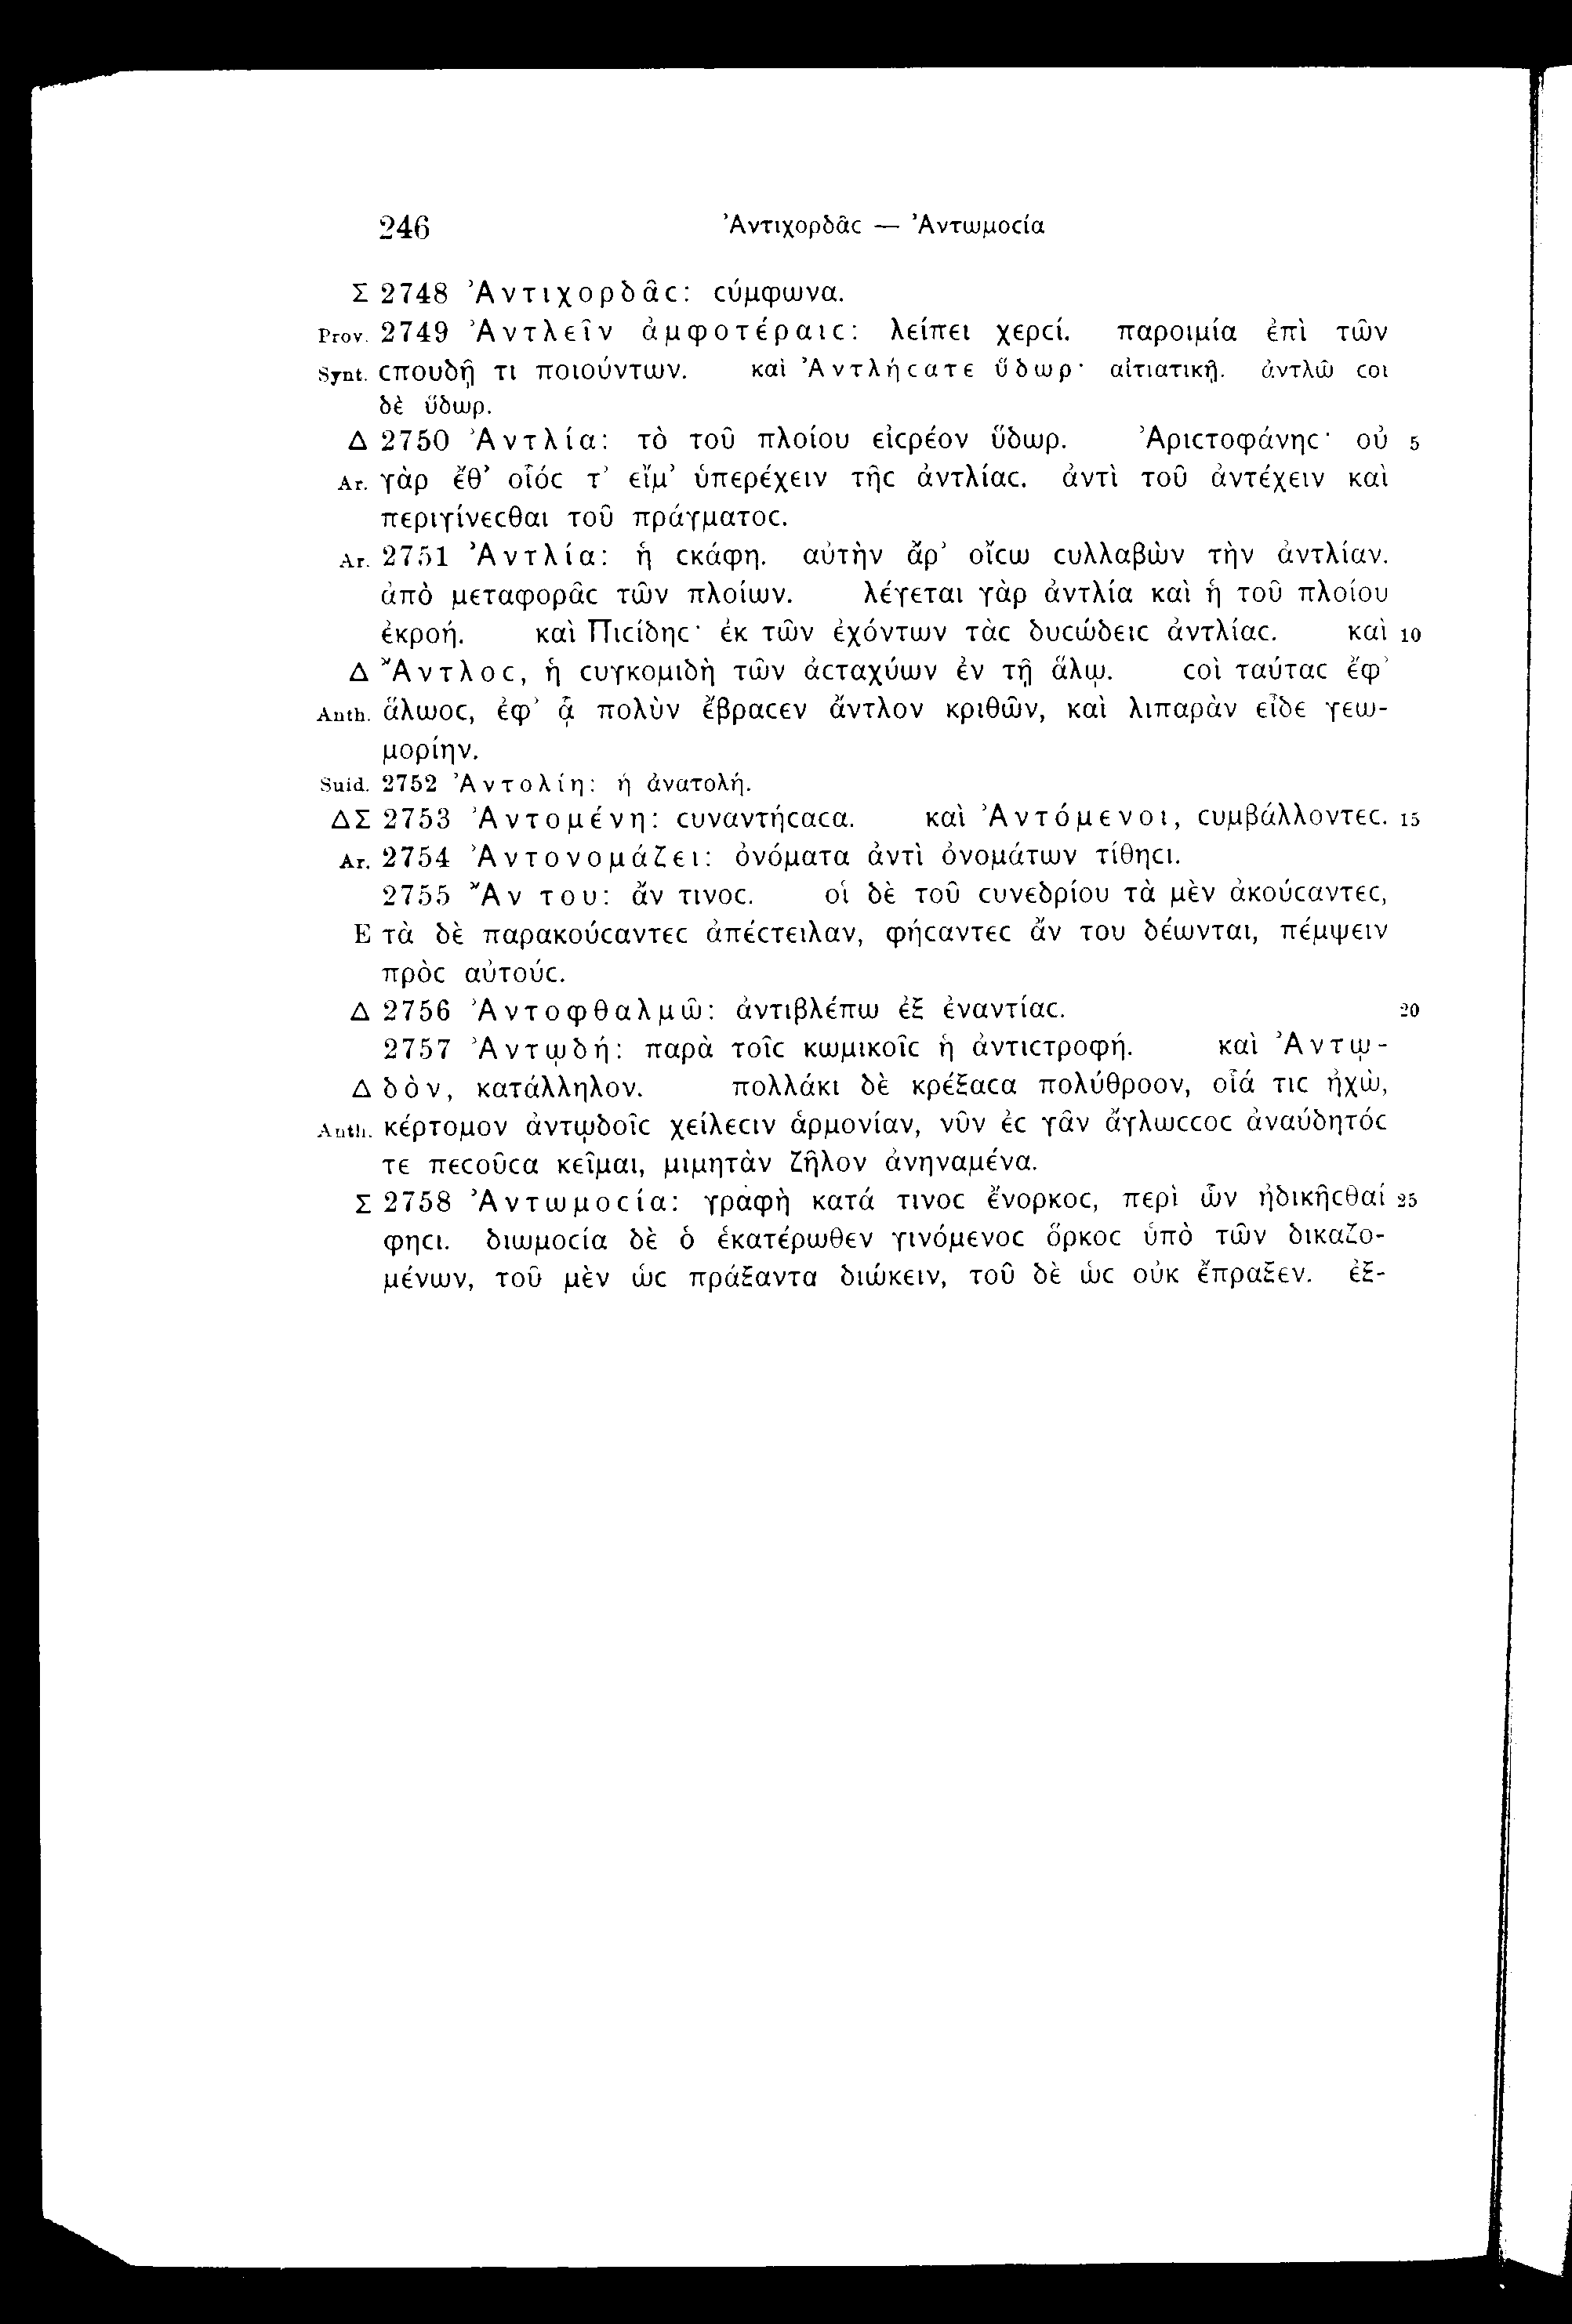 246 Ἀντιχορδᾶϲ — Ἀντωμοϲία
Σ 2748 Ἀντιχορδᾶϲ: ϲύμφωνα.
Prov. 2749 Ἀντλεῖν ἀμφοτέραιϲ: λείπει χερϲί. παροιμία ἐπὶ τῶν
Synt. ϲπουδῇ τι ποιούντων. καὶ Ἀντλήϲατε ὕδωρ· αἰτιατικῇ. ἀντλῶ ϲοι
δὲ ὕδωρ.
Δ 2750 Ἀντλία: τὸ τοῦ πλοίου εἰϲρέον ὕδωρ. Ἀριϲτοφάνηϲ· οὐ 5
Ar. γὰρ ἔθ’ οἷόϲ τ’ εἴμ’ ὑπερέχειν τῆϲ ἀντλίαϲ. ἀντὶ τοῦ ἀντέχειν καὶ
περιγίνεϲθαι τοῦ πράγματοϲ.
Ar. 2751 Ἀντλία: ἡ ϲκάφη. αὐτὴν ἄρ’ οἴϲω ϲυλλαβὼν τὴν ἀντλίαν.
ἀπὸ μεταφορᾶϲ τῶν πλοίων. λέγεται γὰρ ἀντλία καὶ ἡ τοῦ πλοίου
ἐκροή. καὶ Πιϲίδηϲ· ἐκ τῶν ἐχόντων τὰϲ δυϲώδειϲ ἀντλίαϲ. καὶ 10
Δ Ἄντλοϲ, ἡ ϲυγκομιδὴ τῶν ἀϲταχύων ἐν τῇ ἅλῳ. ϲοὶ ταύταϲ ἔφ’
Anth. ἅλωοϲ, ἐφ’ ᾇ πολὺν ἔβραϲεν ἄντλον κριθῶν, καὶ λιπαρὰν εἶδε γεω-
μορίην.
Suid. 2752 Ἀντολίη: ἡ ἀνατολή.
ΔΣ 2753 Ἀντομένη: ϲυναντήϲαϲα. καὶ Ἀντόμενοι, ϲυμβάλλοντεϲ. 15
Ar. 2754 Ἀντονομάζει: ὀνόματα ἀντὶ ὀνομάτων τίθηϲι.
2755 Ἄν του: ἄν τινοϲ. οἱ δὲ τοῦ ϲυνεδρίου τὰ μὲν ἀκούϲαντεϲ,
E τὰ δὲ παρακούϲαντεϲ ἀπέϲτειλαν, φήϲαντεϲ ἄν του δέωνται, πέμψειν
πρὸϲ αὐτούϲ.
Δ 2756 Ἀντοφθαλμῶ: ἀντιβλέπω ἐξ ἐναντίαϲ. 20
2757 Ἀντῳδή: παρὰ τοῖϲ κωμικοῖϲ ἡ ἀντιϲτροφή. καὶ Ἀντῳ-
Δ δὸν, κατάλληλον. πολλάκι δὲ κρέξαϲα πολύθροον, οἷά τιϲ ἠχὼ,
Anth. κέρτομον ἀντῳδοῖϲ χείλεϲιν ἁρμονίαν, νῦν ἐϲ γᾶν ἄγλωϲϲοϲ ἀναύδητόϲ
τε πεϲοῦϲα κεῖμαι, μιμητὰν ζῆλον ἀνηναμένα.
Σ 2758 Ἀντωμοϲία: γραφὴ κατά τινοϲ ἔνορκοϲ, περὶ ὧν ἠδικῆϲθαί 25
φηϲι. διωμοϲία δὲ ὁ ἑκατέρωθεν γινόμενοϲ ὅρκοϲ ὑπὸ τῶν δικαζο-
μένων, τοῦ μὲν ὡϲ πράξαντα διώκειν, τοῦ δὲ ὡϲ οὐκ ἔπραξεν. ἐξ-